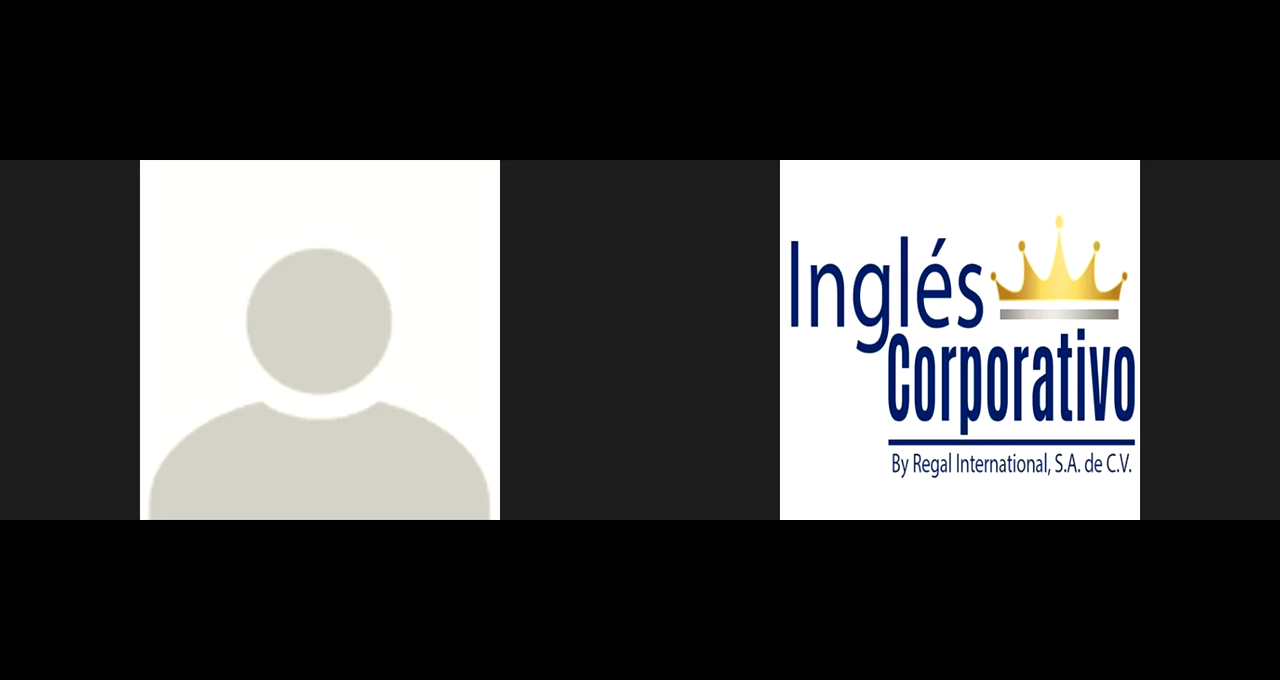 Inglés
Corporativo
By Regal International, S.A. de C.V.